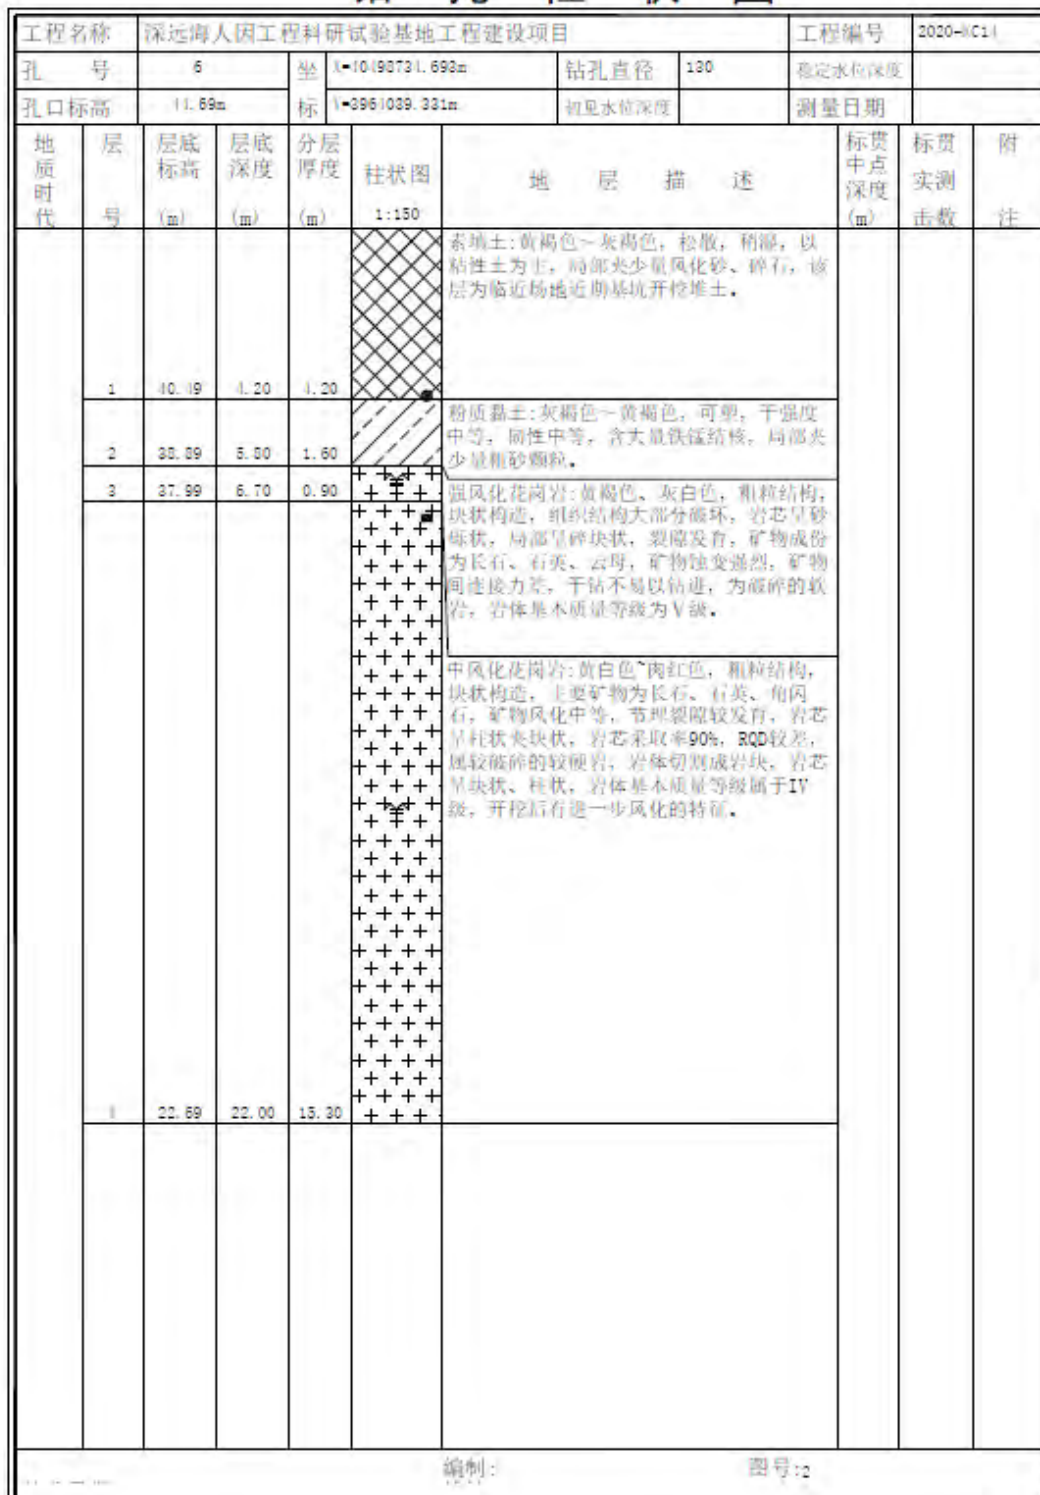 工程名称 深远海人因工程科研试验基地工程建设项目 工程编号
孔 号 6 坐 钻孔直径 130 稳定水位深度
孔口标高 44.69m 标 初见水位深度 测量日期
地质时代 层号 层底标高(m) 层底深度(m) 分层厚度(m) 柱状图 1:150 地 层 描 述 标贯中点深度(m) 标贯实测击数 附注
素填土:黄褐色~灰褐色，松散，稍湿，以
粘性土为主，局部夹少量风化砂、碎石，该
层为临近场地近期基坑开挖堆土。
1 40.49 4.20 4.20
粉质黏土:灰褐色~黄褐色，可塑，干强度
中等，韧性中等，含大量铁锰结核，局部夹
少量粗砂颗粒。
2 38.89 5.80 1.60
3 37.99 6.70 0.90
强风化花岗岩:黄褐色、灰白色，粗粒结构，
块状构造，组织结构大部分破坏，岩芯呈砂
砾状，局部呈碎块状，裂隙发育，矿物成份
为长石、石英、云母，矿物蚀变强烈，矿物
间连接力差，干钻不易以钻进，为破碎的软
岩，岩体基本质量等级为V级。
中风化花岗岩:黄白色~肉红色，粗粒结构，
块状构造，主要矿物为长石、石英、角闪
石，矿物风化中等，节理裂隙较发育，岩芯
呈柱状夹块状，岩芯采取率90%，RQD较差，
属较破碎的较硬岩，岩体切割成岩块，岩芯
呈块状、柱状，岩体基本质量等级属于IV
级，开挖后有进一步风化的特征。
4 22.69 22.00 15.30
编制: 图号:2